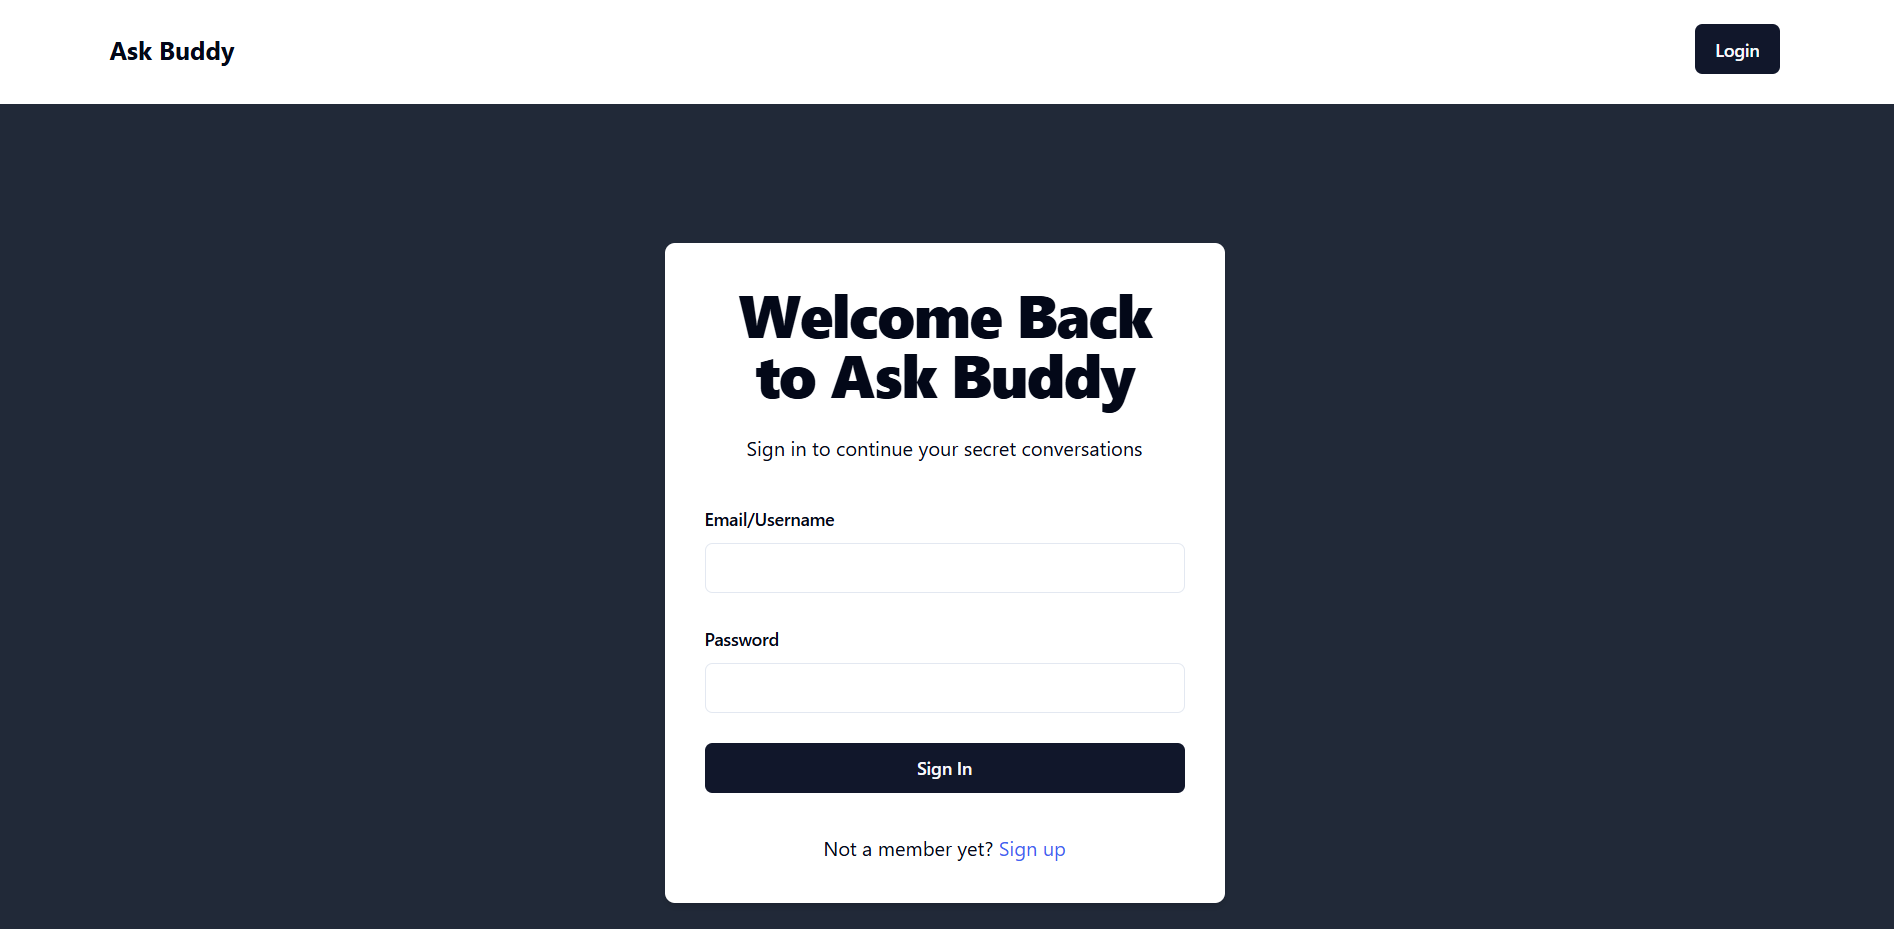 Ask Buddy
Login
Welcome Back
to Ask Buddy
Sign in to continue your secret conversations
Email/Username
Password
Sign In
Not a member yet? Sign up